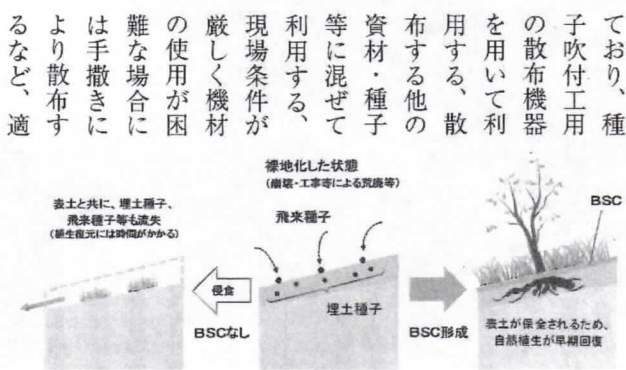 ており、種
子吹付工用
の散布機器
を用いて利
用する、散
布する他の
資材・種子
等に混ぜて
利用する、
現場条件が
厳しく機材
の使用が困
難な場合に
は手撒きに
より散布す
るなど、適
表土と共に、埋土種子、
飛来種子等も流失
(植生復元には時間がかかる)
侵食
BSCなし
裸地化した状態
(崩壊・工事等による荒廃等)
飛来種子
埋土種子
BSC形成
BSC
表土が保全されるため、
自然植生が早期回復